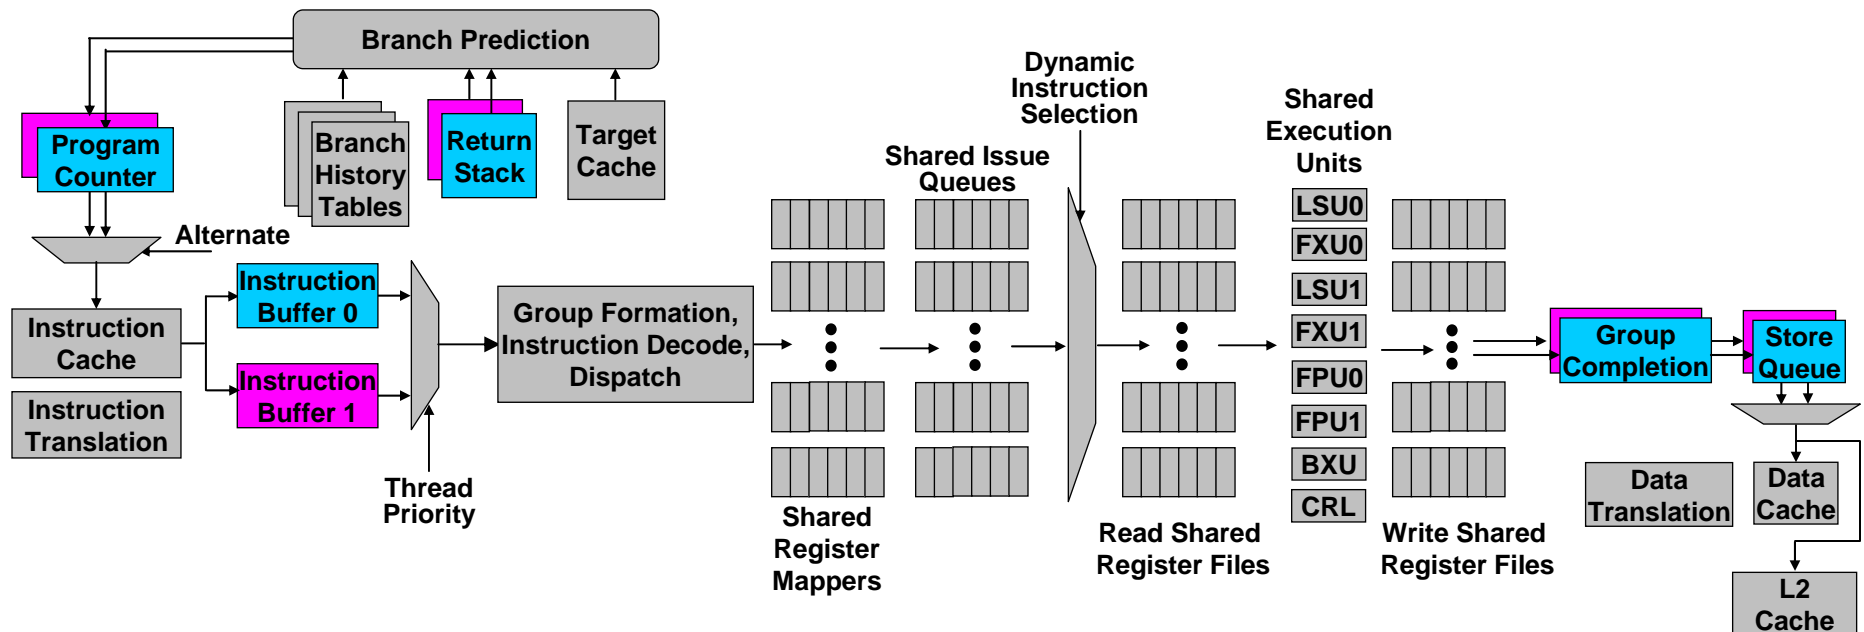 Branch Prediction
Program
Counter
Branch
History
Tables
Return
Stack
Target
Cache
Alternate
Instruction
Cache
Instruction
Translation
Instruction
Buffer 0
Instruction
Buffer 1
Thread
Priority
Group Formation,
Instruction Decode,
Dispatch
Shared
Register
Mappers
Shared Issue
Queues
Dynamic
Instruction
Selection
Read Shared
Register Files
Shared
Execution
Units
LSU0
FXU0
LSU1
FXU1
FPU0
FPU1
BXU
CRL
Write Shared
Register Files
Group
Completion
Store
Queue
Data
Translation
Data
Cache
L2
Cache